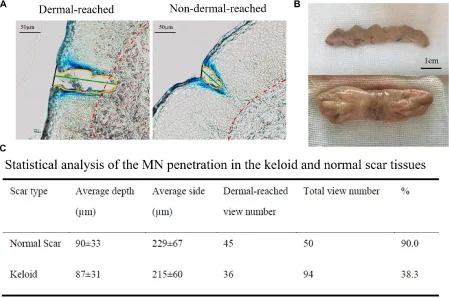 A
Dermal-reached
Non-dermal-reached
B
50μm
50μm
1cm
C
Statistical analysis of the MN penetration in the keloid and normal scar tissues
Scar type Average depth Average side Dermal-reached Total view number %
(μm) (μm) view number
Normal Scar 90±33 229±67 45 50 90.0
Keloid 87±31 215±60 36 94 38.3